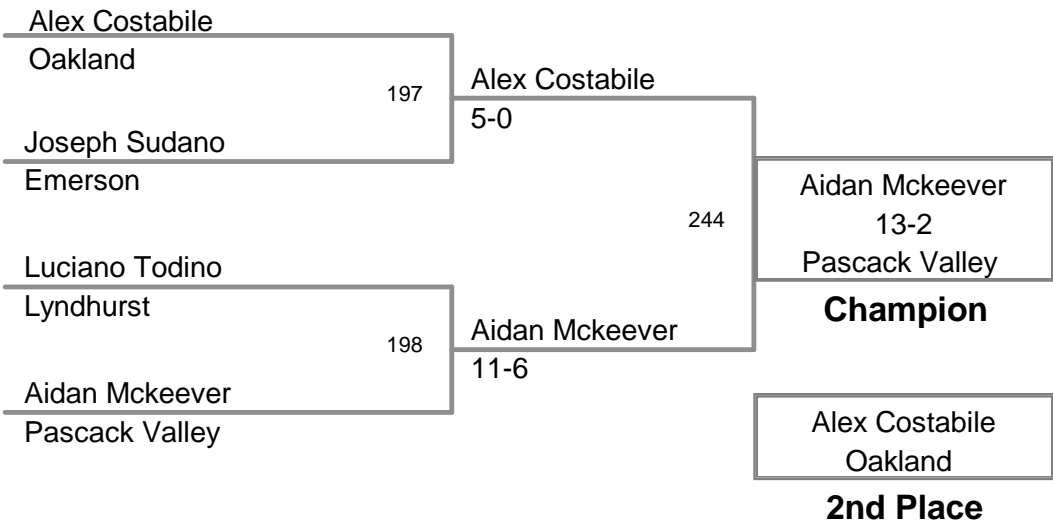 Alex Costabile
Oakland
197
Joseph Sudano
Emerson
Alex Costabile
5-0
Luciano Todino
Lyndhurst
198
Aidan Mckeever
Pascack Valley
Aidan Mckeever
11-6
244
Aidan Mckeever
13-2
Pascack Valley
Champion
Alex Costabile
Oakland
2nd Place